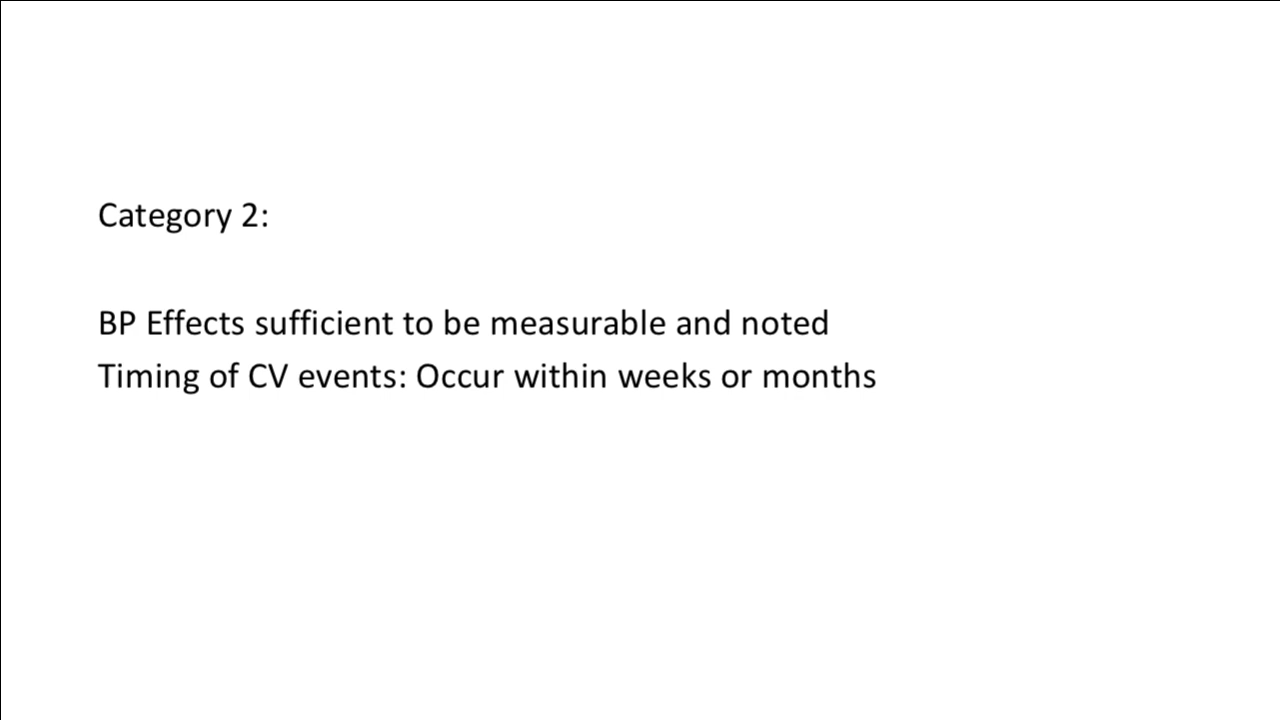 Category 2:
BP Effects sufficient to be measurable and noted
Timing of CV events: Occur within weeks or months